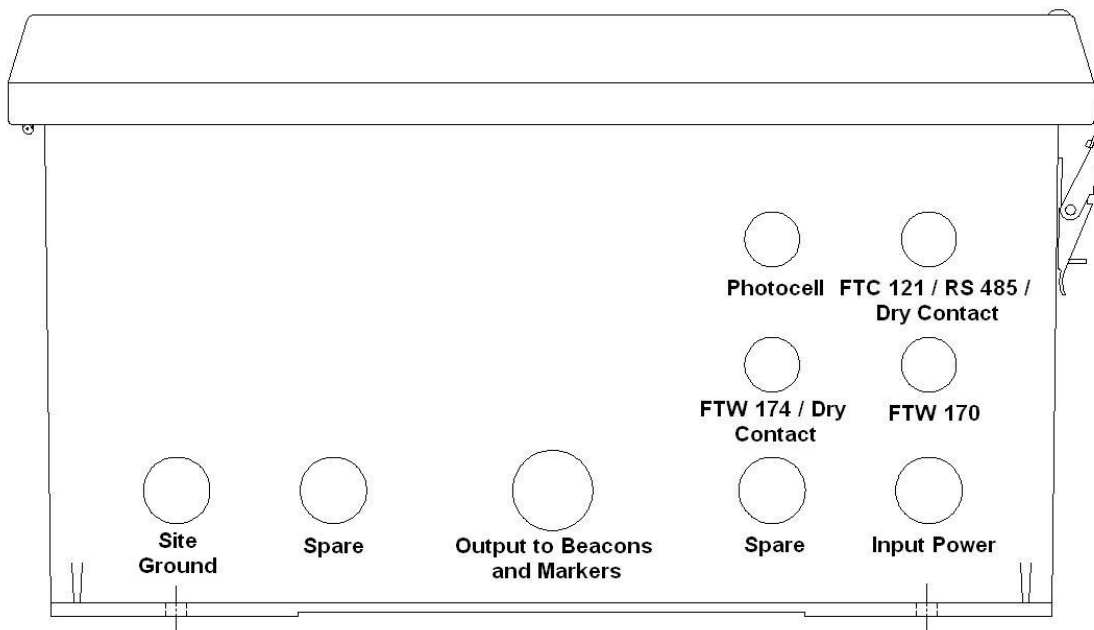 Photocell
FTC 121 / RS 485 /
Dry Contact
FTW 174 / Dry
Contact
FTW 170
Site
Ground
Spare
Output to Beacons
and Markers
Spare
Input Power